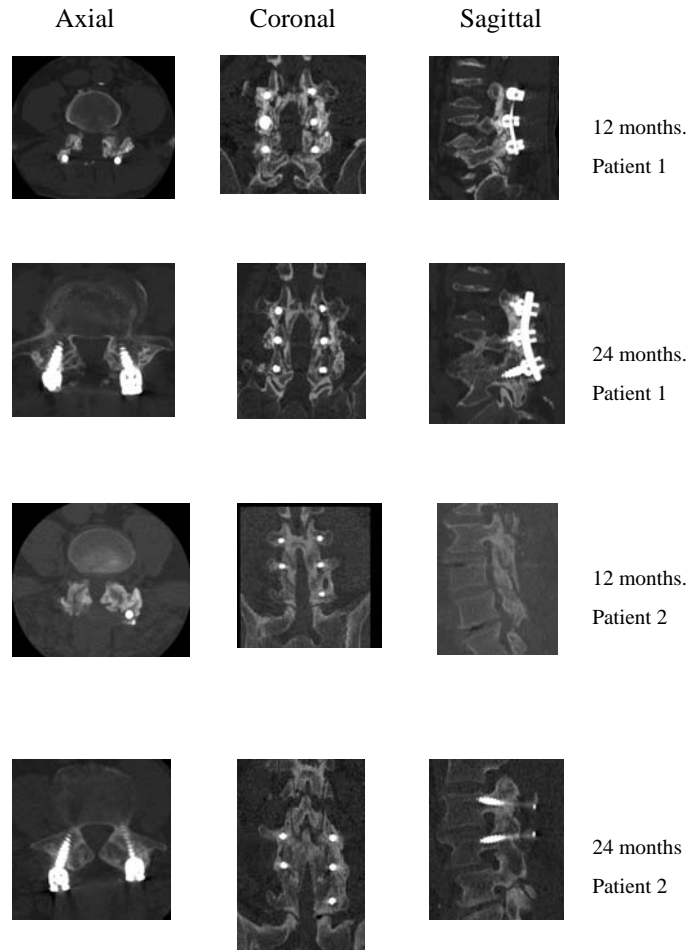 Axial Coronal Sagittal
12 months.
Patient 1
24 months.
Patient 1
12 months.
Patient 2
24 months
Patient 2